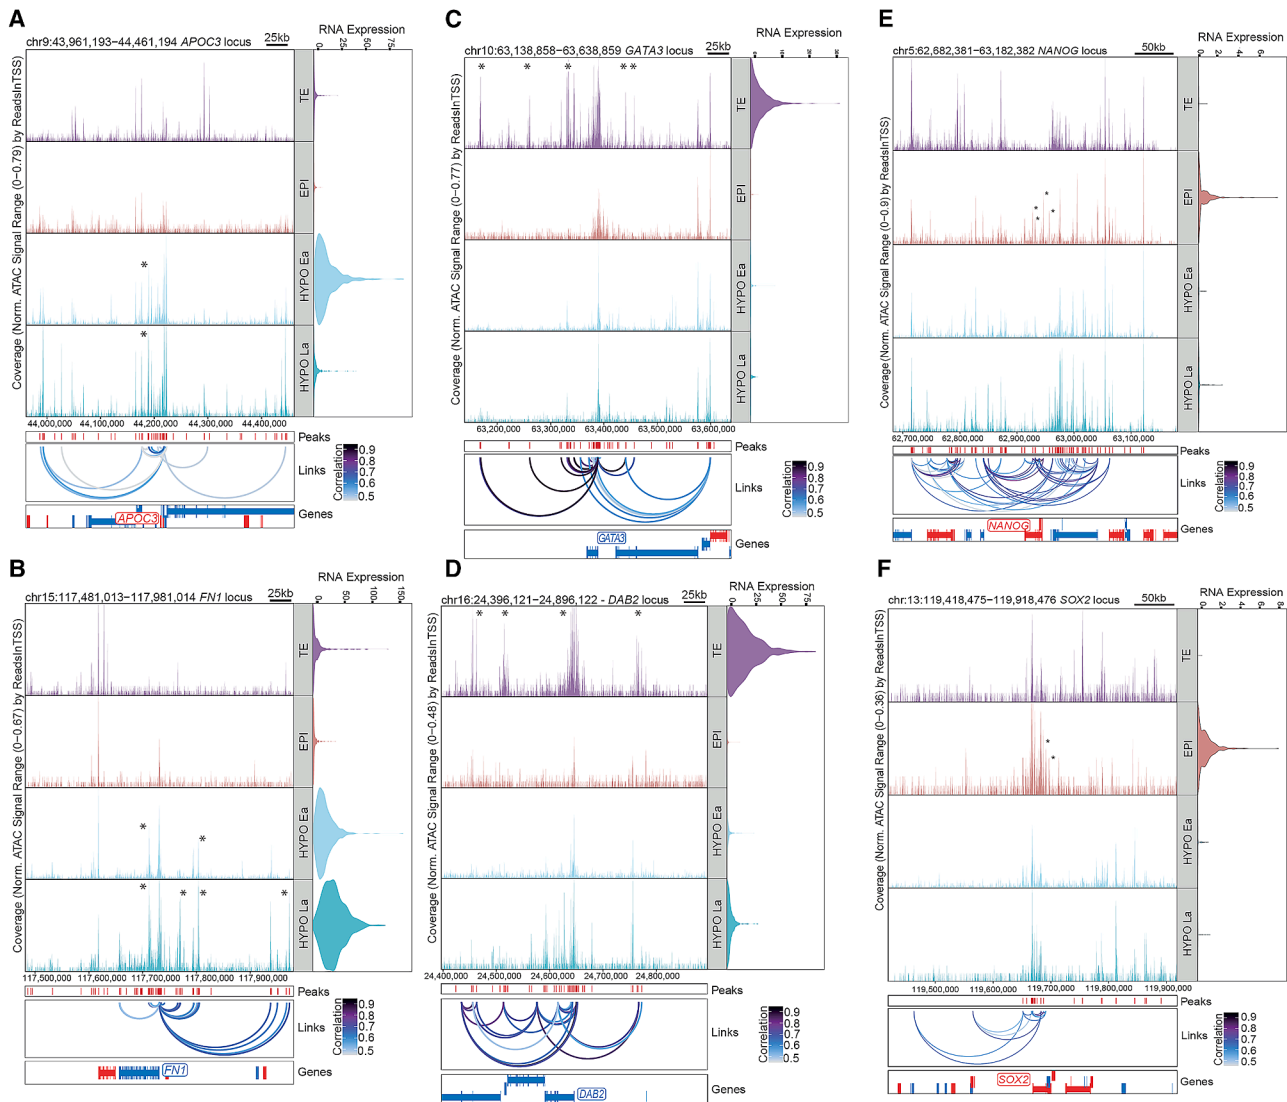 A
chr9:43,961,193−44,461,194 APOC3 locus
25kb
RNA Expression
0 25 50 75
Coverage (Norm. ATAC Signal Range (0−0.79) by ReadsInTSS)
TE
EPI
HYPO Ea
*
HYPO La
*
44,000,000 44,100,000 44,200,000 44,300,000 44,400,000
Peaks
Links
Correlation
0.9
0.8
0.7
0.6
0.5
APOC3
Genes
B
chr15:117,481,013−117,981,014 FN1 locus
25kb
RNA Expression
0 50 100 150
Coverage (Norm. ATAC Signal Range (0−0.67) by ReadsInTSS)
TE
EPI
HYPO Ea
* *
HYPO La
* * * *
117,500,000 117,600,000 117,700,000 117,800,000 117,900,000
Peaks
Links
Correlation
0.9
0.8
0.7
0.6
0.5
FN1
Genes
C
chr10:63,138,858−63,638,859 GATA3 locus
25kb
RNA Expression
0 10 20 30
Coverage (Norm. ATAC Signal Range (0−0.77) by ReadsInTSS)
* * * * *
TE
EPI
HYPO Ea
HYPO La
63,200,000 63,300,000 63,400,000 63,500,000 63,600,000
Peaks
Links
Correlation
0.9
0.8
0.7
0.6
0.5
GATA3
Genes
D
chr16:24,396,121−24,896,122 - DAB2 locus
25kb
RNA Expression
0 25 50 75
Coverage (Norm. ATAC Signal Range (0−0.48) by ReadsInTSS)
* * * *
TE
EPI
HYPO Ea
HYPO La
24,400,000 24,500,000 24,600,000 24,700,000 24,800,000
Peaks
Links
Correlation
0.9
0.8
0.7
0.6
0.5
DAB2
Genes
E
chr5:62,682,381−63,182,382 NANOG locus
50kb
RNA Expression
0 2 4 6
Coverage (Norm. ATAC Signal Range (0−0.9) by ReadsInTSS)
TE
EPI
* * * *
HYPO Ea
HYPO La
62,700,000 62,800,000 62,900,000 63,000,000 63,100,000
Peaks
Links
Correlation
0.9
0.8
0.7
0.6
0.5
NANOG
Genes
F
chr:13:119,418,475−119,918,476 SOX2 locus
50kb
RNA Expression
0 2 4 6 8
Coverage (Norm. ATAC Signal Range (0−0.36) by ReadsInTSS)
TE
EPI
* *
HYPO Ea
HYPO La
119,500,000 119,600,000 119,700,000 119,800,000 119,900,000
Peaks
Links
Correlation
0.9
0.8
0.7
0.6
0.5
SOX2
Genes